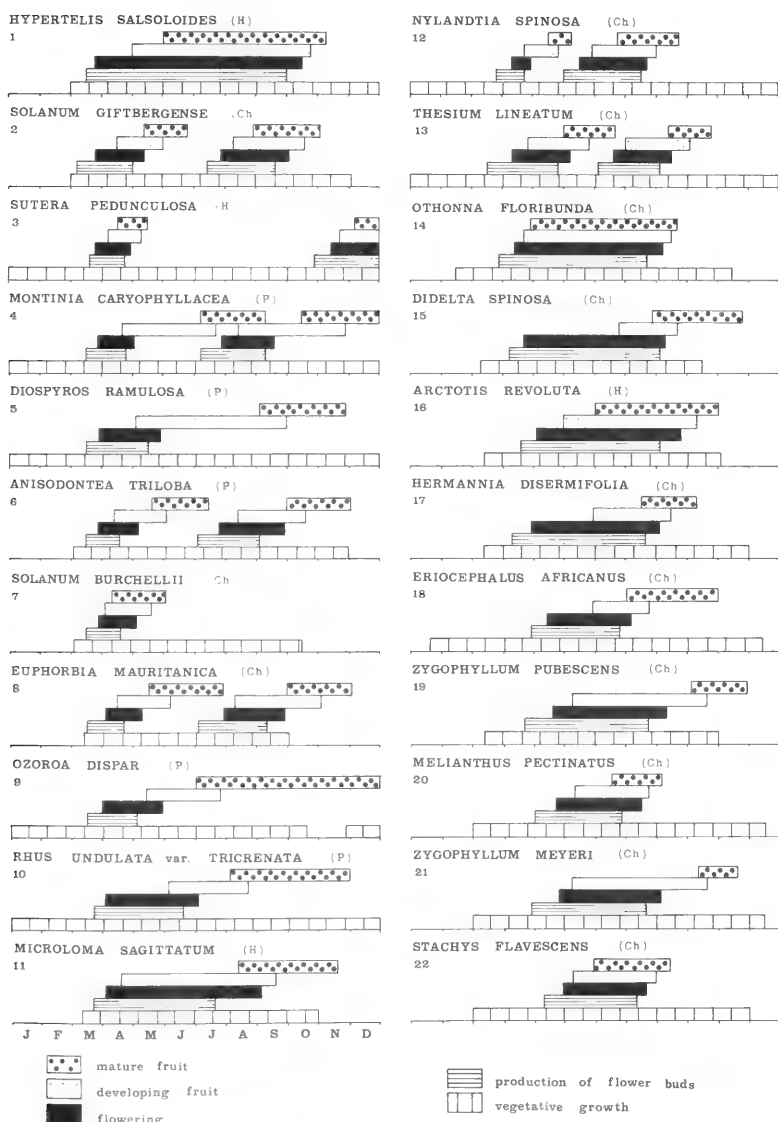 HYPERTELIS SALSOLOIDES (H)
1
SOLANUM GIFTBERGENSE Ch
2
SUTERA PEDUNCULOSA H
3
MONTINIA CARYOPHYLLACEA (P)
4
DIOSPYROS RAMULOSA (P)
5
ANISODONTEA TRILOBA (P)
6
SOLANUM BURCHELLII Ch
7
EUPHORBIA MAURITANICA (Ch)
8
OZOROA DISPAR (P)
9
RHUS UNDULATA var. TRICRENATA (P)
10
MICROLOMA SAGITTATUM (H)
11
J F M A M J J A S O N D
mature fruit
developing fruit
flowering
NYLANDTIA SPINOSA (Ch)
12
THESIUM LINEATUM (Ch)
13
OTHONNA FLORIBUNDA (Ch)
14
DIDELTA SPINOSA (Ch)
15
ARCTOTIS REVOLUTA (H)
16
HERMANNIA DISERMIFOLIA (Ch)
17
ERIOCEPHALUS AFRICANUS (Ch)
18
ZYGOPHYLLUM PUBESCENS (Ch)
19
MELIANTHUS PECTINATUS (Ch)
20
ZYGOPHYLLUM MEYERI (Ch)
21
STACHYS FLAVESCENS (Ch)
22
production of flower buds
vegetative growth